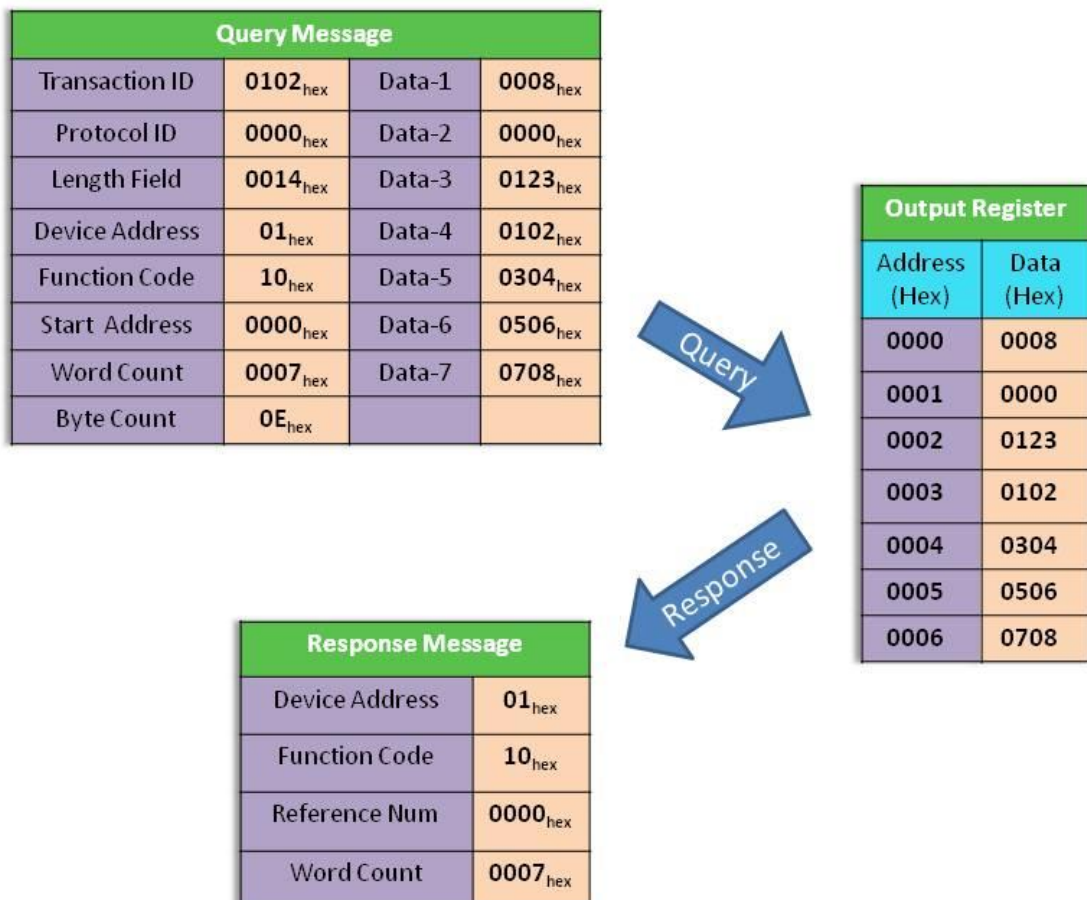 Query Message
Transaction ID 0102hex Data-1 0008hex
Protocol ID 0000hex Data-2 0000hex
Length Field 0014hex Data-3 0123hex
Device Address 01hex Data-4 0102hex
Function Code 10hex Data-5 0304hex
Start Address 0000hex Data-6 0506hex
Word Count 0007hex Data-7 0708hex
Byte Count 0Ehex
Query
Output Register
Address (Hex) Data (Hex)
0000 0008
0001 0000
0002 0123
0003 0102
0004 0304
0005 0506
0006 0708
Response
Response Message
Device Address 01hex
Function Code 10hex
Reference Num 0000hex
Word Count 0007hex